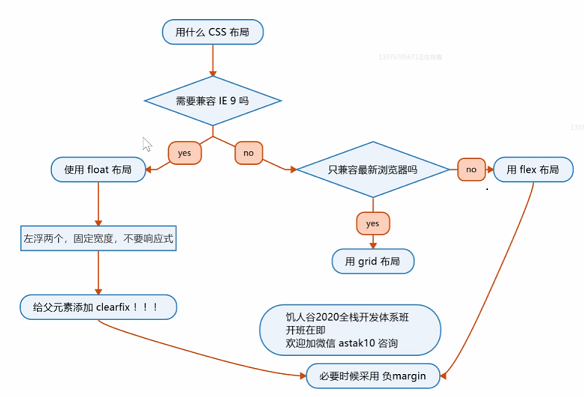 用什么 CSS 布局
需要兼容 IE 9 吗
yes
no
使用 float 布局
只兼容最新浏览器吗
no
用 flex 布局
yes
左浮两个，固定宽度，不要响应式
用 grid 布局
给父元素添加 clearfix！！！
饥人谷2020全栈开发体系班
开班在即
欢迎加微信 astak10 咨询
必要时候采用 负margin